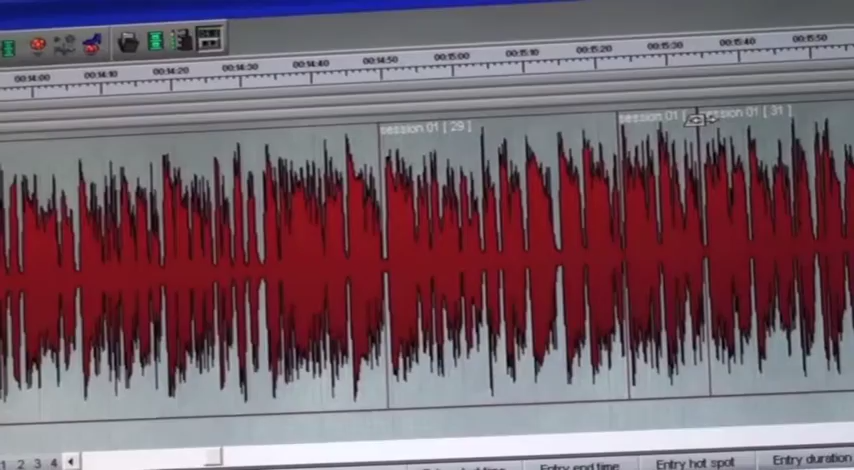 00:14:00 00:14:10 00:14:20 00:14:30 00:14:40 00:14:50 00:15:00 00:15:10 00:15:20 00:15:30 00:15:40 00:15:50
session 01 [ 29 ] session 01 [ session 01 [ 31 ]
1 2 3 4
Entry end time Entry hot spot Entry duration